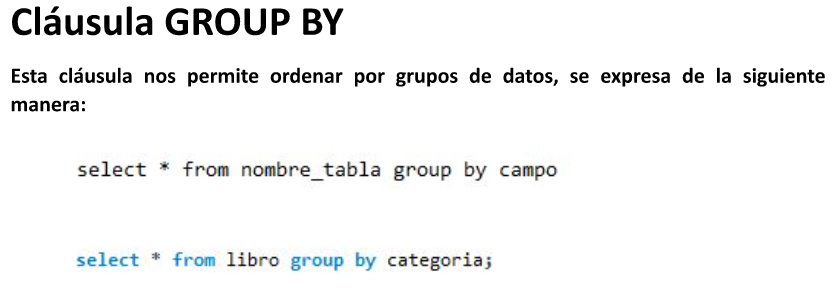 Cláusula GROUP BY
Esta cláusula nos permite ordenar por grupos de datos, se expresa de la siguiente
manera:
select * from nombre_tabla group by campo
select * from libro group by categoria;